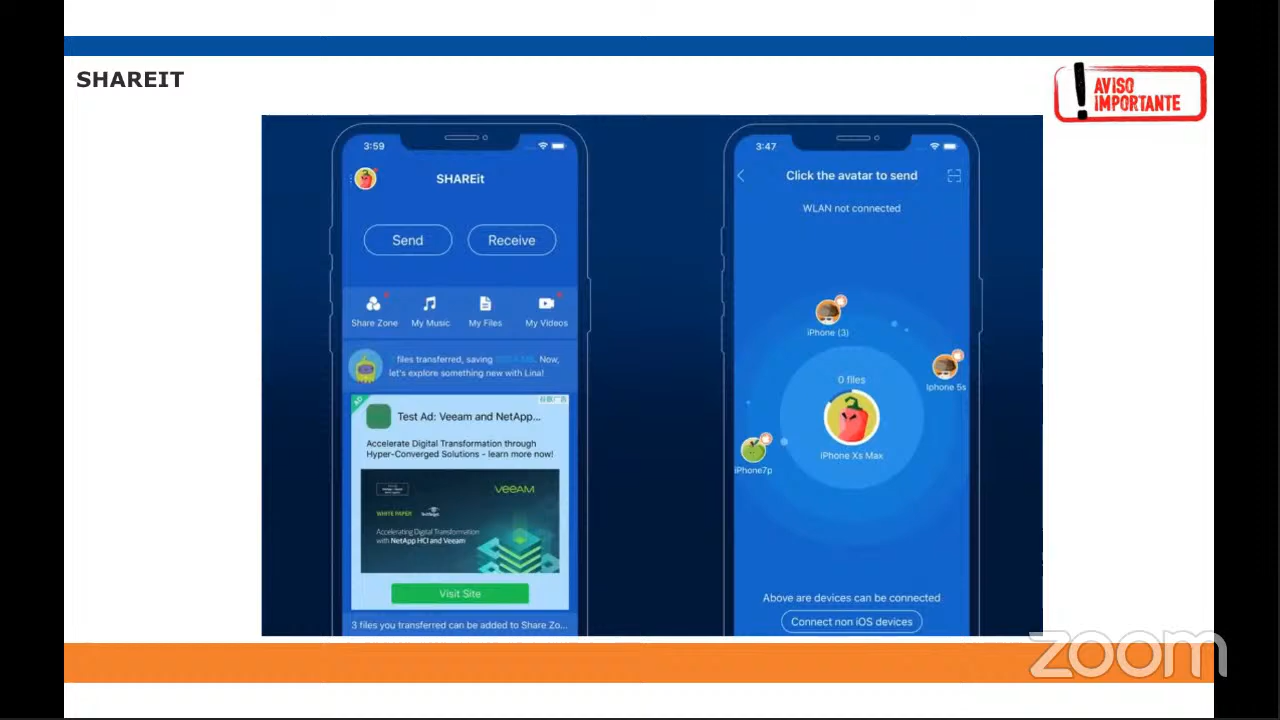 SHAREIT
AVISO
IMPORTANTE
3:59
SHAREit
Send
Receive
Share Zone
My Music
My Files
My Videos
files transferred, saving
. Now,
let's explore something new with Lina!
AD
Test Ad: Veeam and NetApp...
Accelerate Digital Transformation through
Hyper-Converged Solutions - learn more now!
veeam
WHITE PAPER
Accelerating Digital Transformation
with NetApp HCI and Veeam
Visit Site
3 files you transferred can be added to Share Zo...
3:47
Click the avatar to send
WLAN not connected
iPhone (3)
Iphone 5s
0 files
iPhone Xs Max
iPhone7p
Above are devices can be connected
Connect non iOS devices
zoom